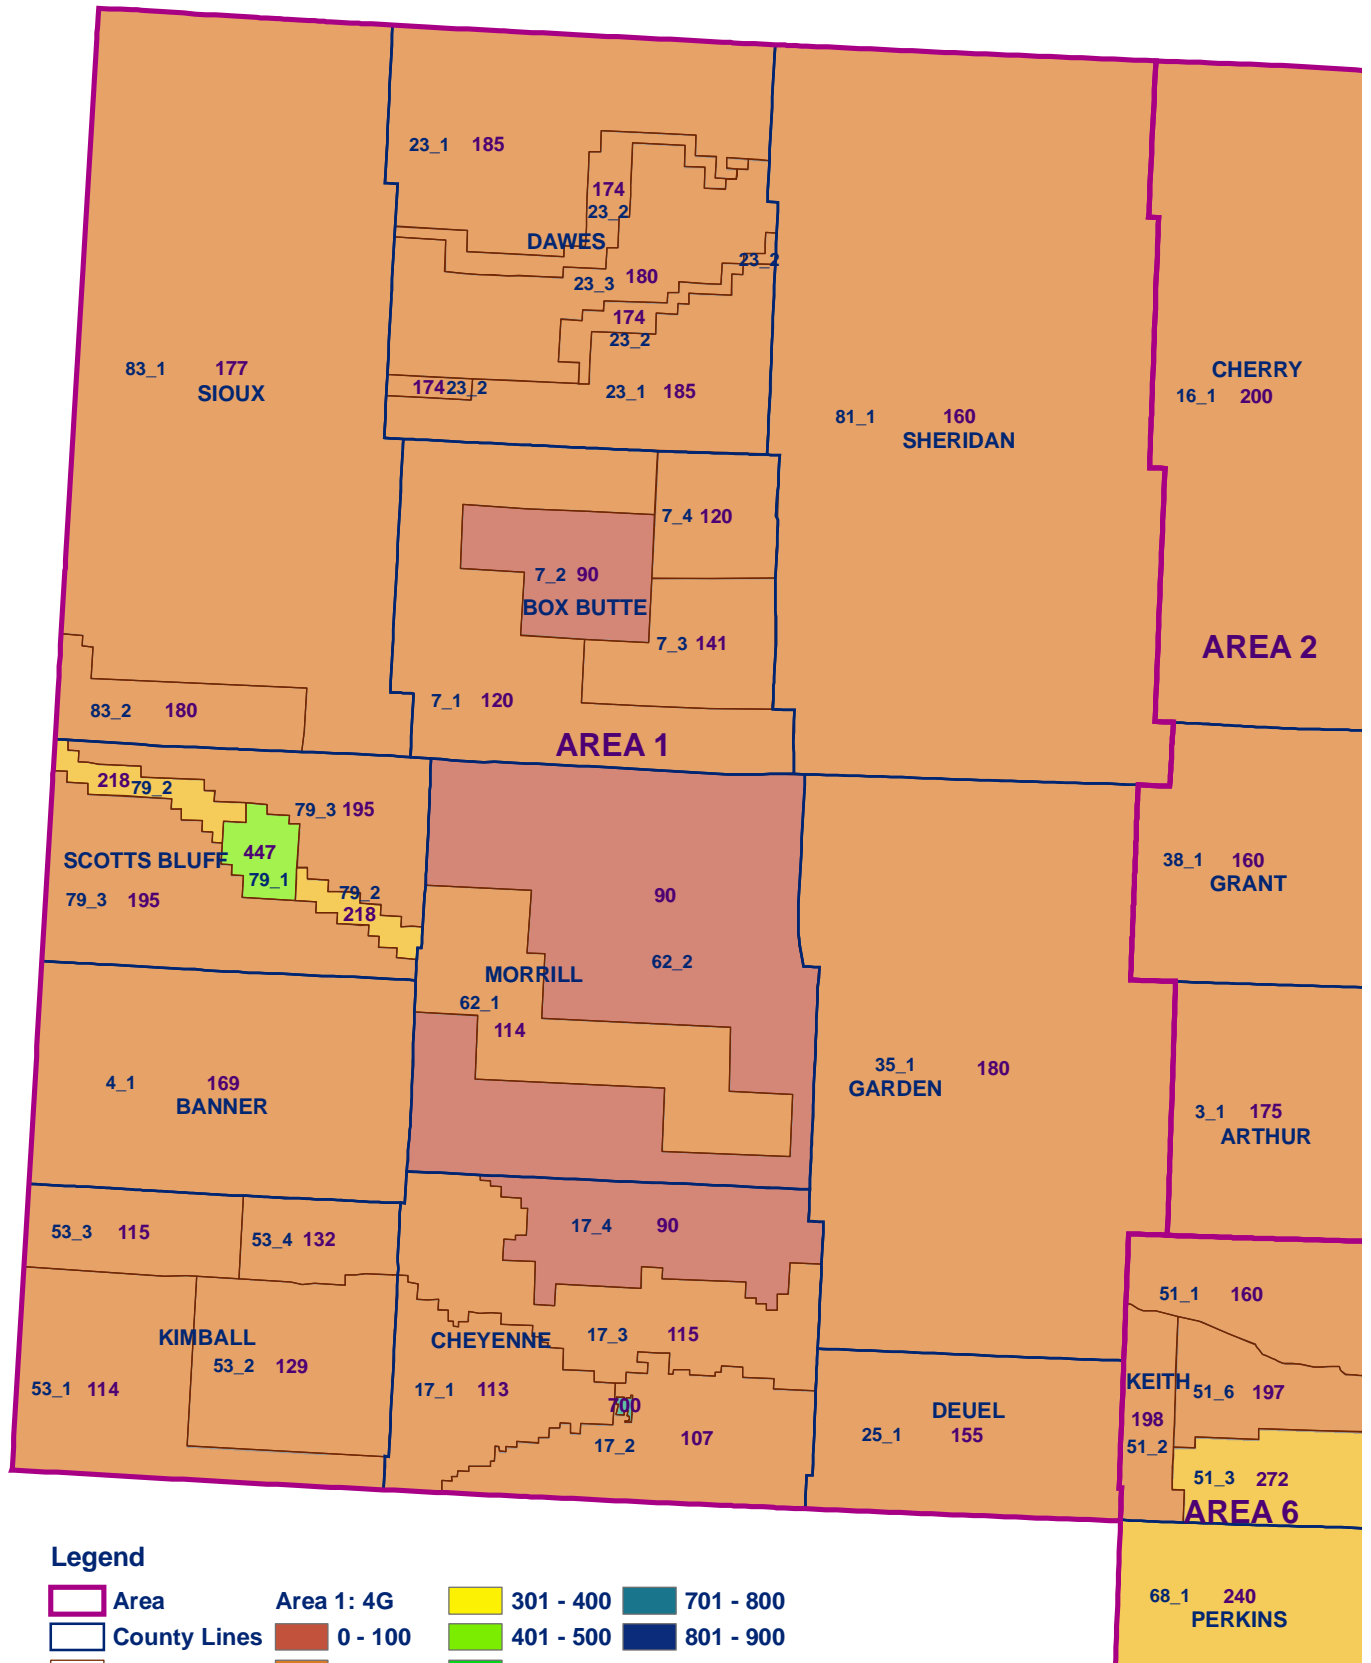 23_1 185
174
23_2
DAWES
23_2
23_3 180
174
23_2
83_1 177
SIOUX
174 23_2
23_1 185
81_1 160
SHERIDAN
CHERRY
16_1 200
7_4 120
7_2 90
BOX BUTTE
7_3 141
AREA 2
83_2 180
7_1 120
AREA 1
218 79_2
79_3 195
SCOTTS BLUFF
447
79_1
79_3 195
79_2
218
90
62_2
MORRILL
62_1
114
38_1 160
GRANT
4_1 169
BANNER
35_1 180
GARDEN
3_1 175
ARTHUR
53_3 115
53_4 132
17_4 90
51_1 160
KIMBALL
53_2 129
53_1 114
CHEYENNE
17_3 115
17_1 113
700
17_2 107
DEUEL
25_1 155
KEITH
51_6 197
198
51_2
51_3 272
AREA 6
68_1 240
PERKINS
Legend
Area
Area 1: 4G
301 - 400
701 - 800
County Lines
0 - 100
401 - 500
801 - 900